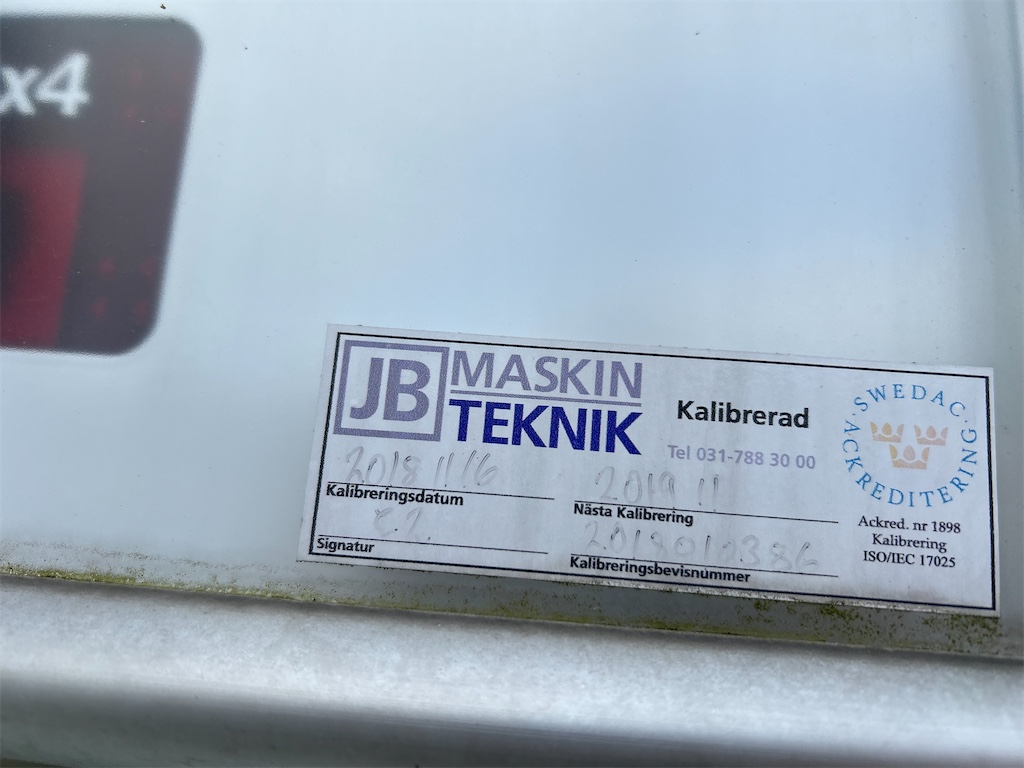 x4
JB MASKIN TEKNIK
Kalibrerad
Tel 031-788 30 00
2018 11 16
Kalibreringsdatum
2019 11
Nästa Kalibrering
Signatur
Kalibreringsbevisnummer
SWEDAC
ACKREDITERING
Ackred. nr 1898
Kalibrering
ISO/IEC 17025